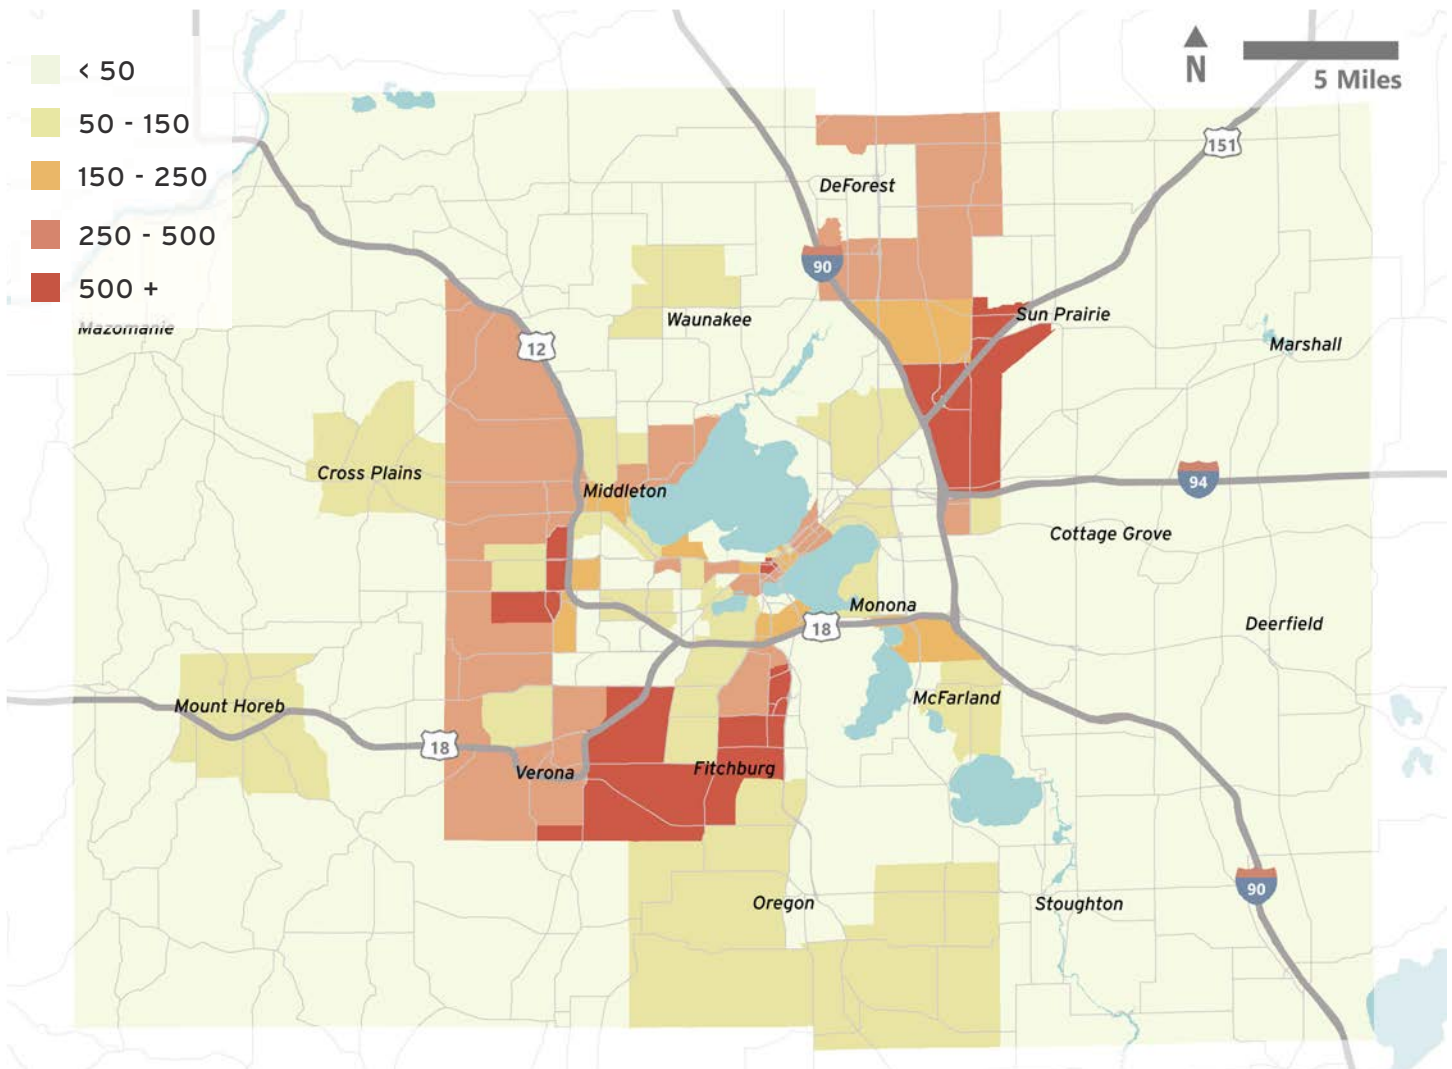 < 50
50 - 150
150 - 250
250 - 500
500 +
N
5 Miles
151
DeForest
90
Waunakee
Sun Prairie
Mazomanie
12
Marshall
Cross Plains
Middleton
94
Cottage Grove
Monona
18
Deerfield
Mount Horeb
McFarland
18
Verona
Fitchburg
90
Oregon
Stoughton